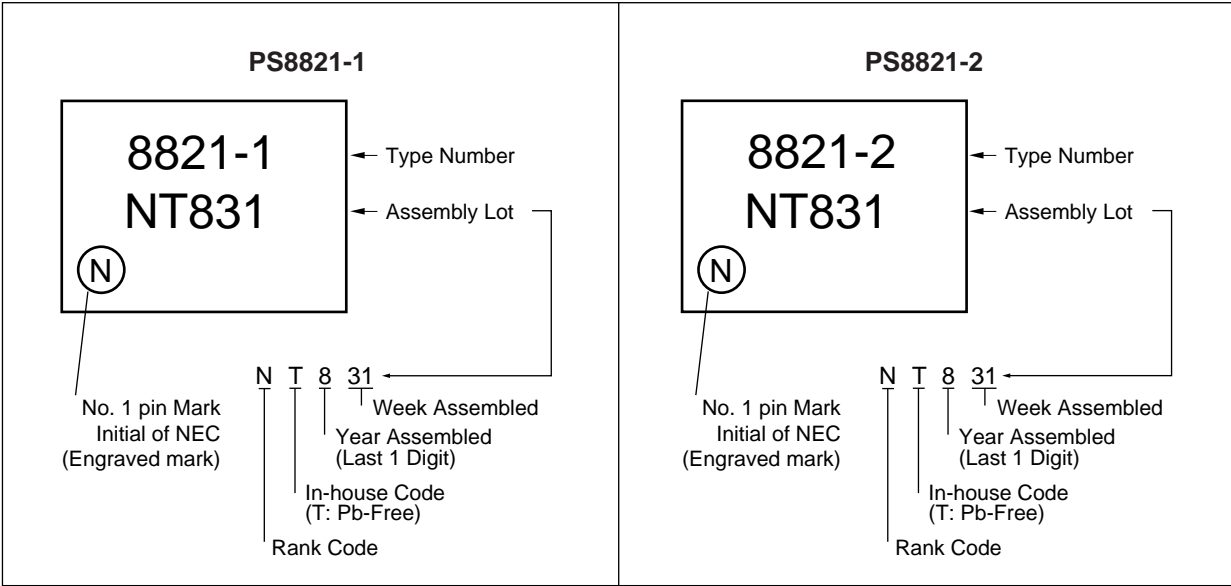 PS8821-1
8821-1
Type Number
NT831
Assembly Lot
N
N T 8 31
No. 1 pin Mark
Initial of NEC
(Engraved mark)
Week Assembled
Year Assembled
(Last 1 Digit)
In-house Code
(T: Pb-Free)
Rank Code
PS8821-2
8821-2
Type Number
NT831
Assembly Lot
N
N T 8 31
No. 1 pin Mark
Initial of NEC
(Engraved mark)
Week Assembled
Year Assembled
(Last 1 Digit)
In-house Code
(T: Pb-Free)
Rank Code